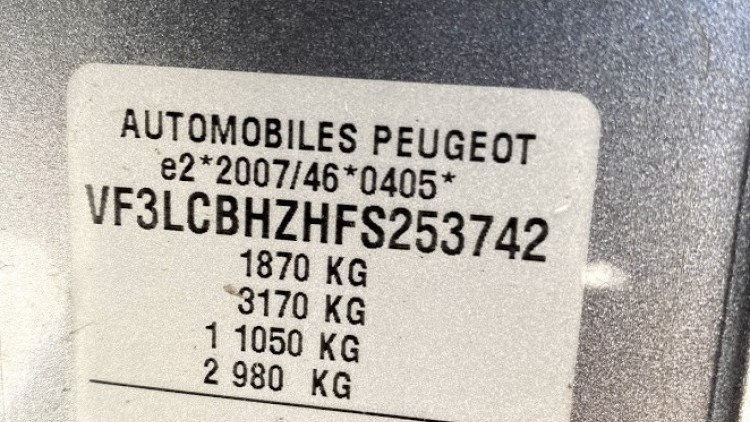 AUTOMOBILES PEUGEOT
e2*2007/46*0405*
VF3LCBHZHFS253742
1870 KG
3170 KG
1 1050 KG
2 980 KG